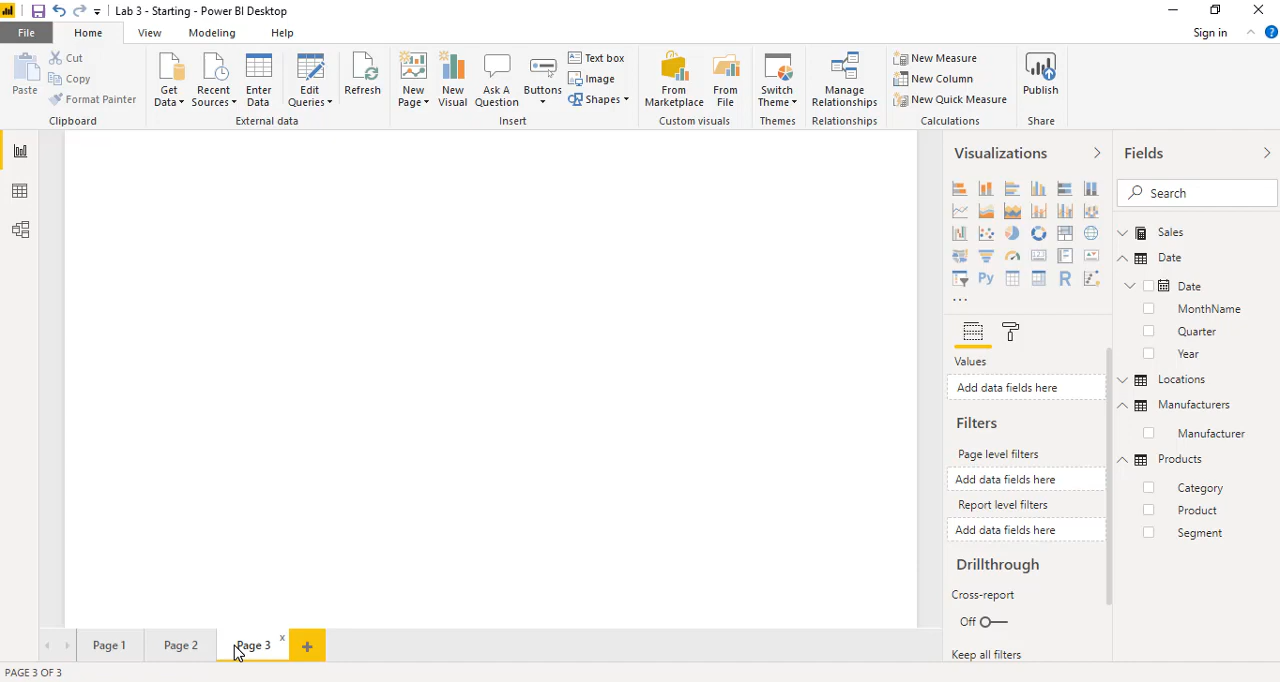 Lab 3 - Starting - Power BI Desktop
File Home View Modeling Help Sign in ?
Paste Cut Copy Format Painter
Clipboard
Get Data Recent Sources Enter Data Edit Queries Refresh
External data
New Page New Visual Ask A Question Buttons Text box Image Shapes
Insert
From Marketplace From File
Custom visuals
Switch Theme
Themes
Manage Relationships
Relationships
New Measure
New Column
New Quick Measure
Calculations
Publish
Share
Visualizations
Py
R
...
Values
Add data fields here
Filters
Page level filters
Add data fields here
Report level filters
Add data fields here
Drillthrough
Cross-report
Off
Keep all filters
Fields
Search
Sales
Date
Date
MonthName
Quarter
Year
Locations
Manufacturers
Manufacturer
Products
Category
Product
Segment
Page 1 Page 2 Page 3 x +
PAGE 3 OF 3